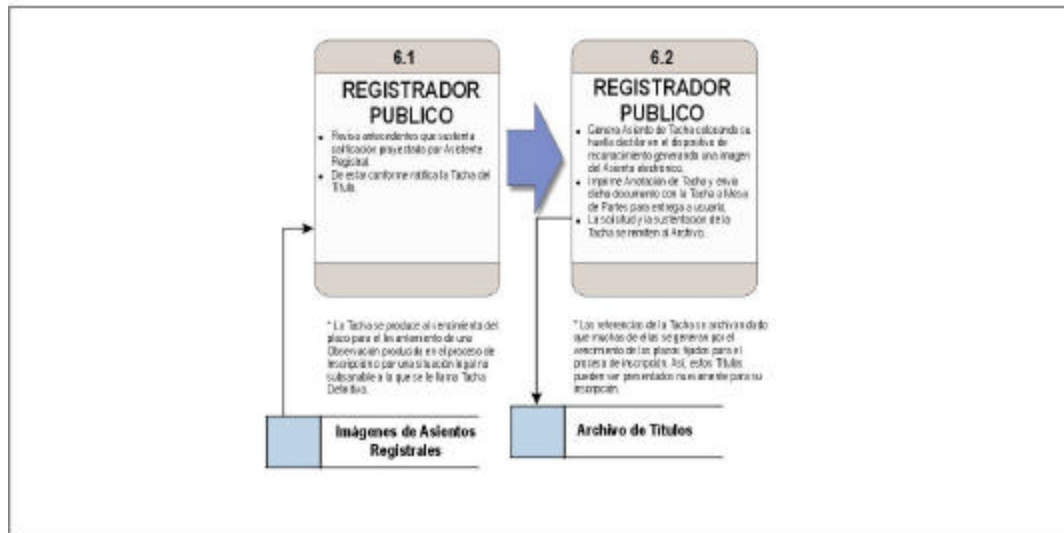 6.1
REGISTRADOR
PUBLICO
• Revisa antecedentes que sustenta
calificación proyectada por Asistente
Registral.
• De estar conforme ratifica la Tacha del
Título.
6.2
REGISTRADOR
PUBLICO
• Genera Asiento de Tacha colocando su
huella dactilar en el dispositivo de
reconocimiento generando una imagen
del Asiento electrónico.
• Imprime Anotación de Tacha y envía
dicho documento con la Tacha a Mesa
de Partes para entrega a usuario.
• La solicitud y la sustentación de la
Tacha se remiten al Archivo.
* La Tacha se produce al vencimiento del
plazo para el levantamiento de una
Observación producida en el proceso de
Inscripción o por una situación legal no
subsanable a la que se le llama Tacha
Definitiva.
* Las referencias de la Tacha se archivan dado
que muchas de ellas se generan por el
vencimiento de los plazos fijados para el
proceso de inscripción. Así, estos Títulos
pueden ser presentados nuevamente para su
inscripción.
Imágenes de Asientos
Registrales
Archivo de Títulos